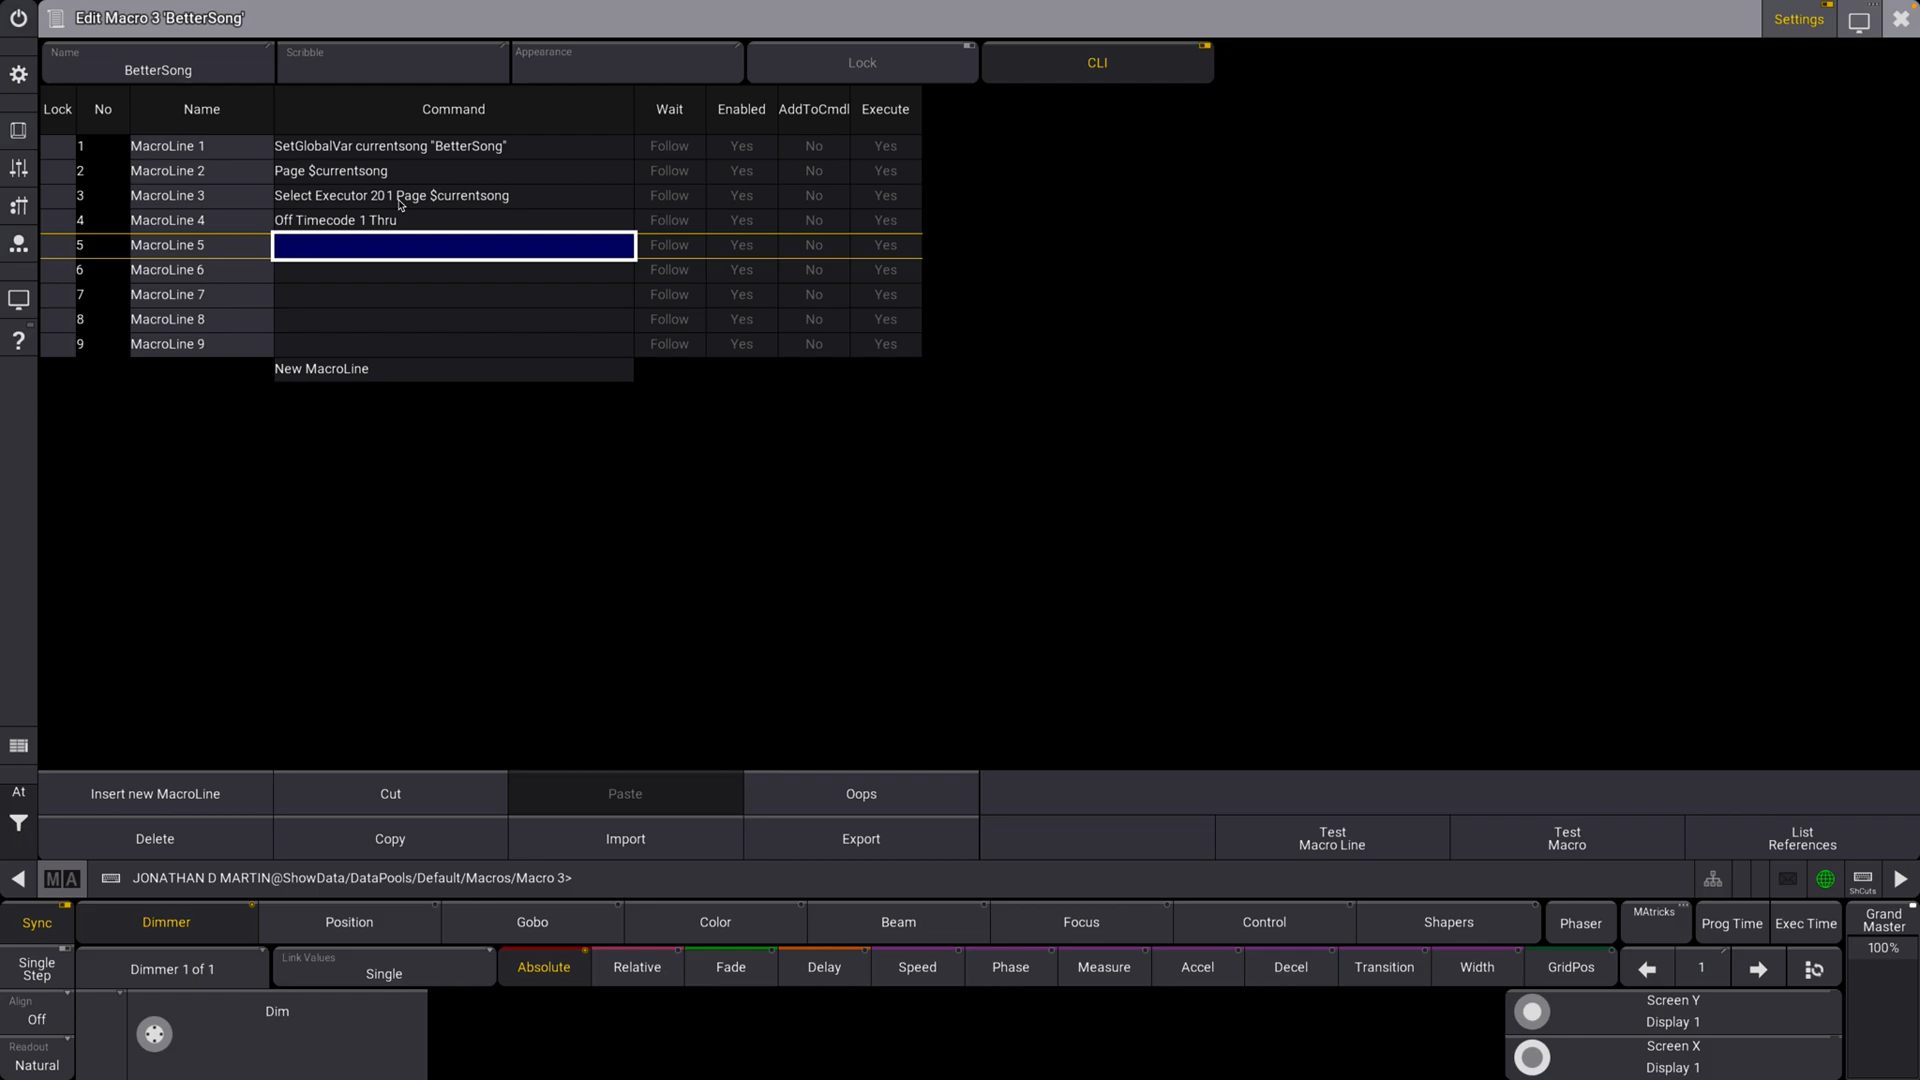 Edit Macro 3 'BetterSong'
Settings
Name
BetterSong
Scribble
Appearance
Lock
CLI
Lock No Name Command Wait Enabled AddToCmdl Execute
1 MacroLine 1 SetGlobalVar currentsong "BetterSong" Follow Yes No Yes
2 MacroLine 2 Page $currentsong Follow Yes No Yes
3 MacroLine 3 Select Executor 201 Page $currentsong Follow Yes No Yes
4 MacroLine 4 Off Timecode 1 Thru Follow Yes No Yes
5 MacroLine 5 Follow Yes No Yes
6 MacroLine 6 Follow Yes No Yes
7 MacroLine 7 Follow Yes No Yes
8 MacroLine 8 Follow Yes No Yes
9 MacroLine 9 Follow Yes No Yes
New MacroLine
?
At
Insert new MacroLine Cut Paste Oops
Delete Copy Import Export
Test
Macro Line
Test
Macro
List
References
MA JONATHAN D MARTIN@ShowData/DataPools/Default/Macros/Macro 3>
ShCuts
Sync Dimmer Position Gobo Color Beam Focus Control Shapers Phaser MAtricks Prog Time Exec Time
Grand
Master
100%
Single
Step
Dimmer 1 of 1
Link Values
Single
Absolute Relative Fade Delay Speed Phase Measure Accel Decel Transition Width GridPos 1
Align
Off
Dim
Readout
Natural
Screen Y
Display 1
Screen X
Display 1